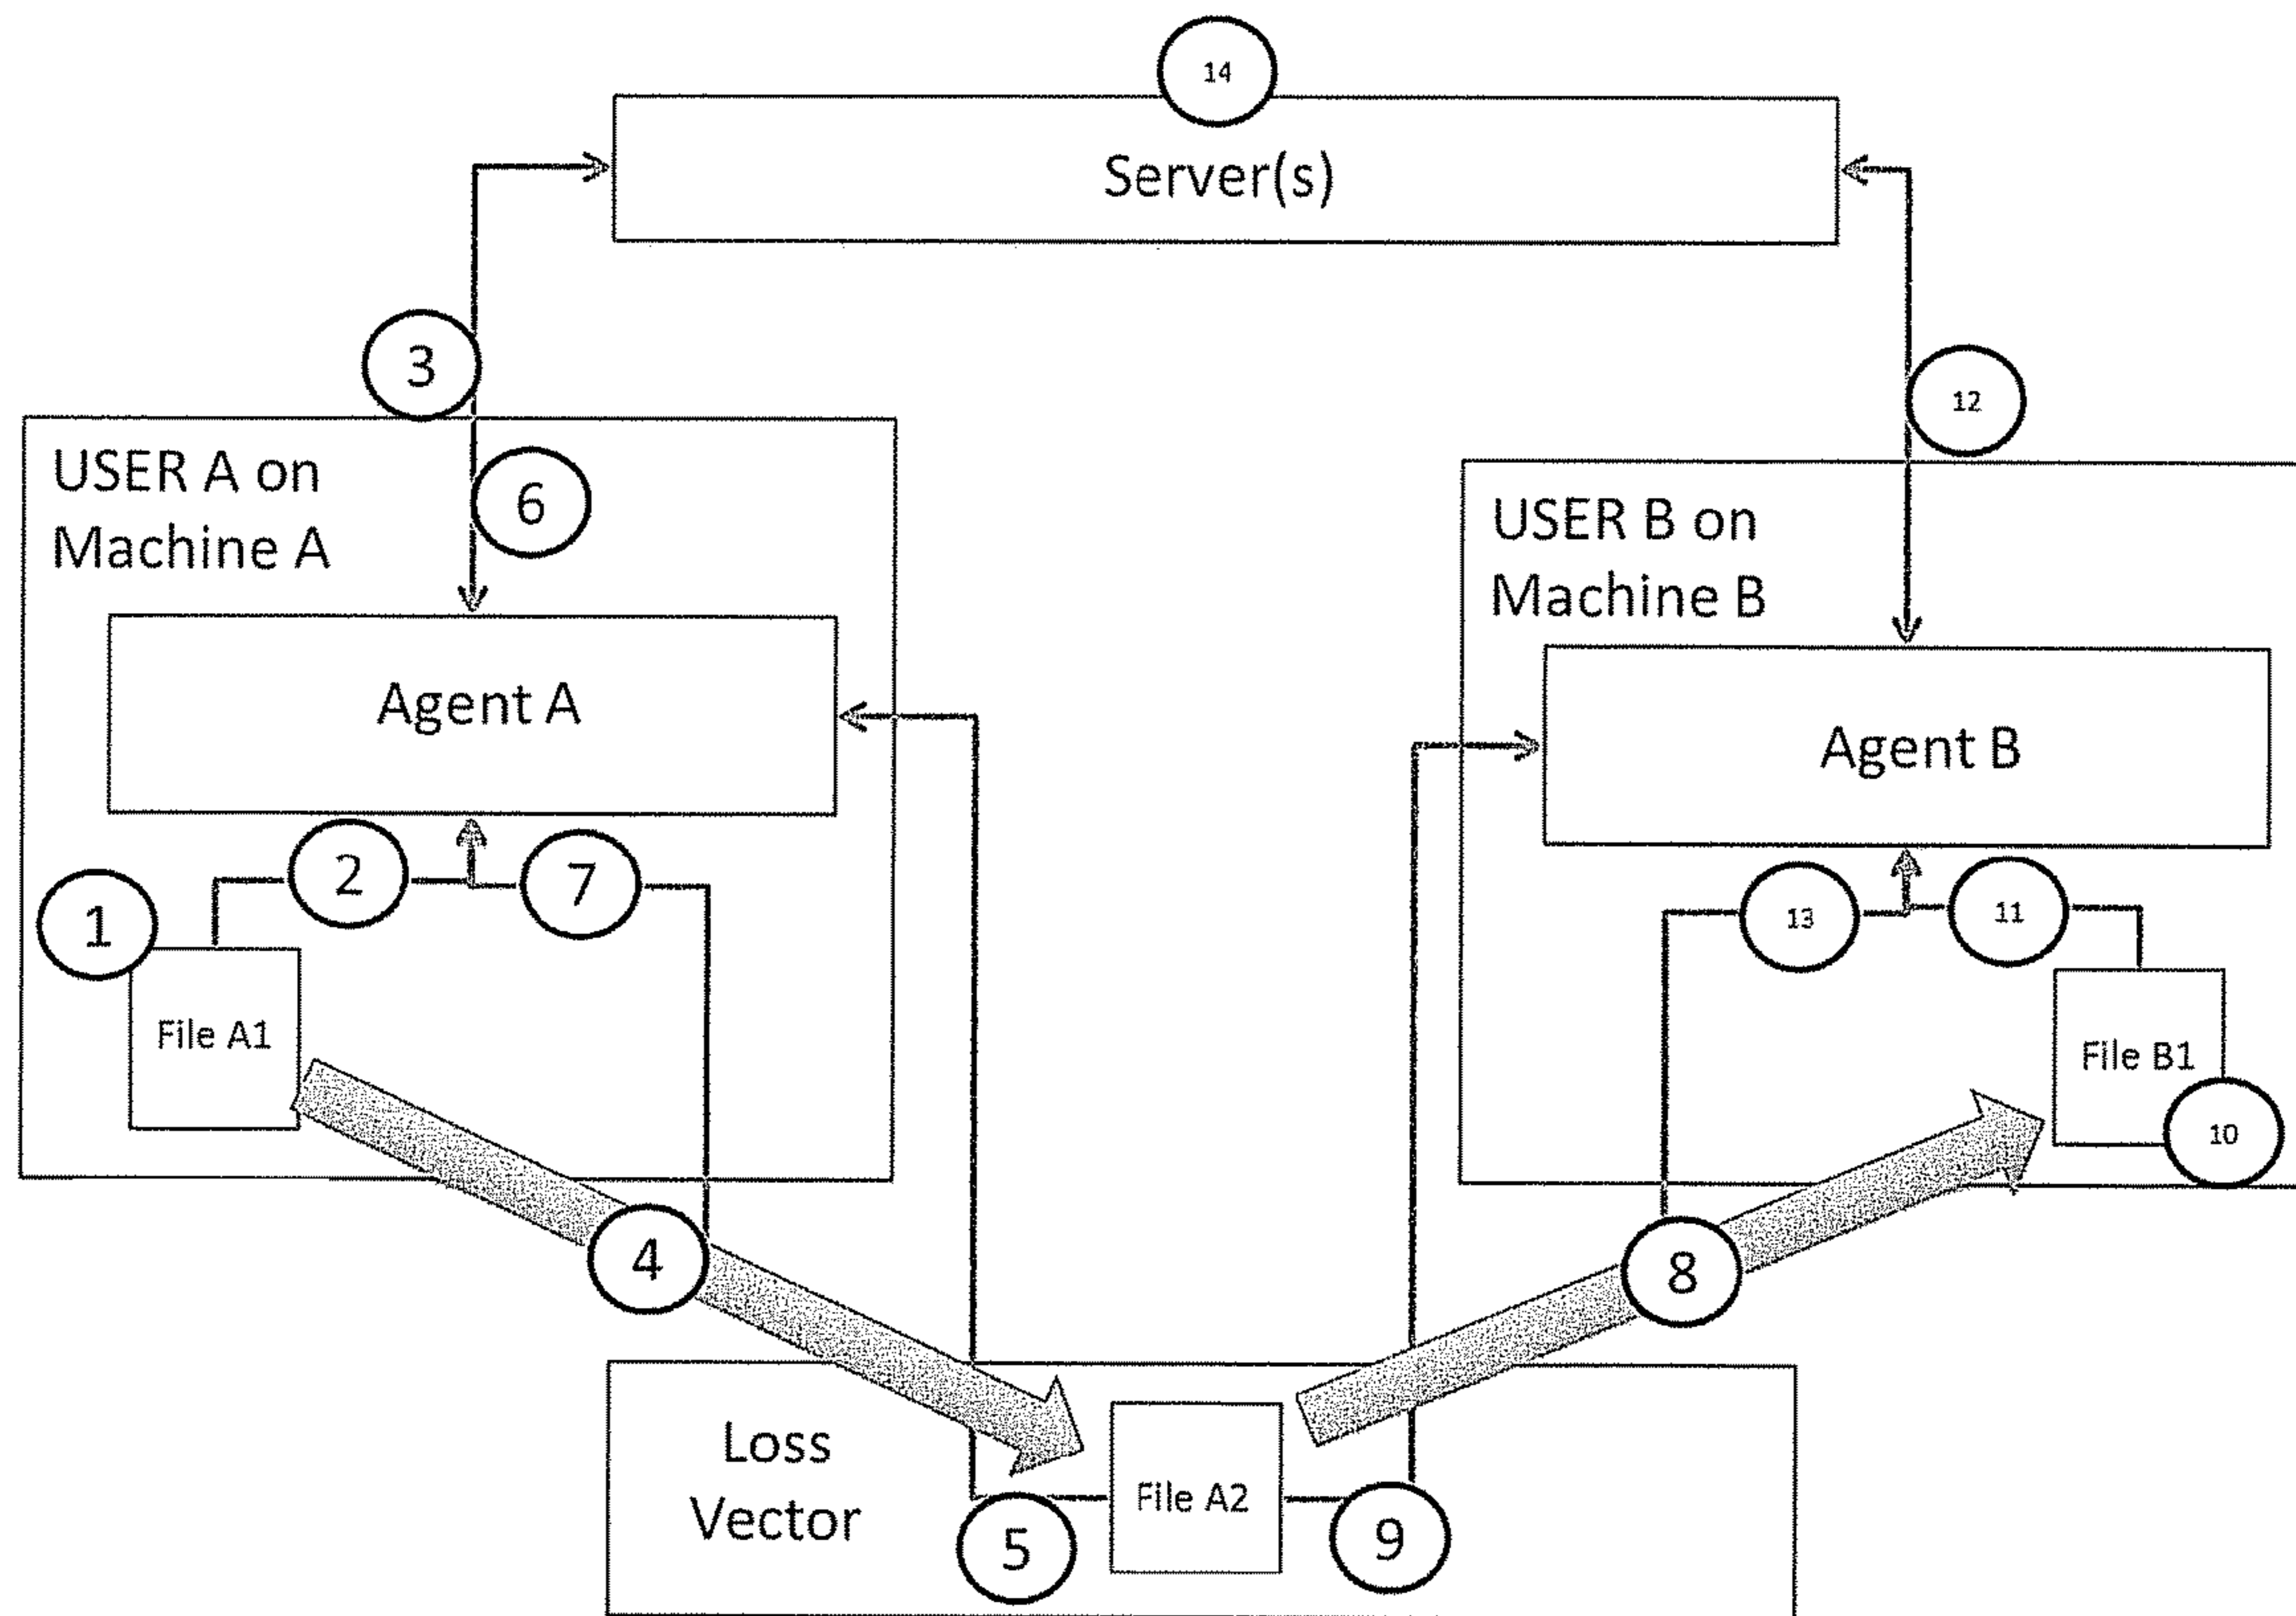 14
Server(s)
3
12
USER A on
Machine A
6
USER B on
Machine B
Agent A
Agent B
2
7
1
13
11
File A1
File B1
10
4
8
Loss
Vector
File A2
5
9